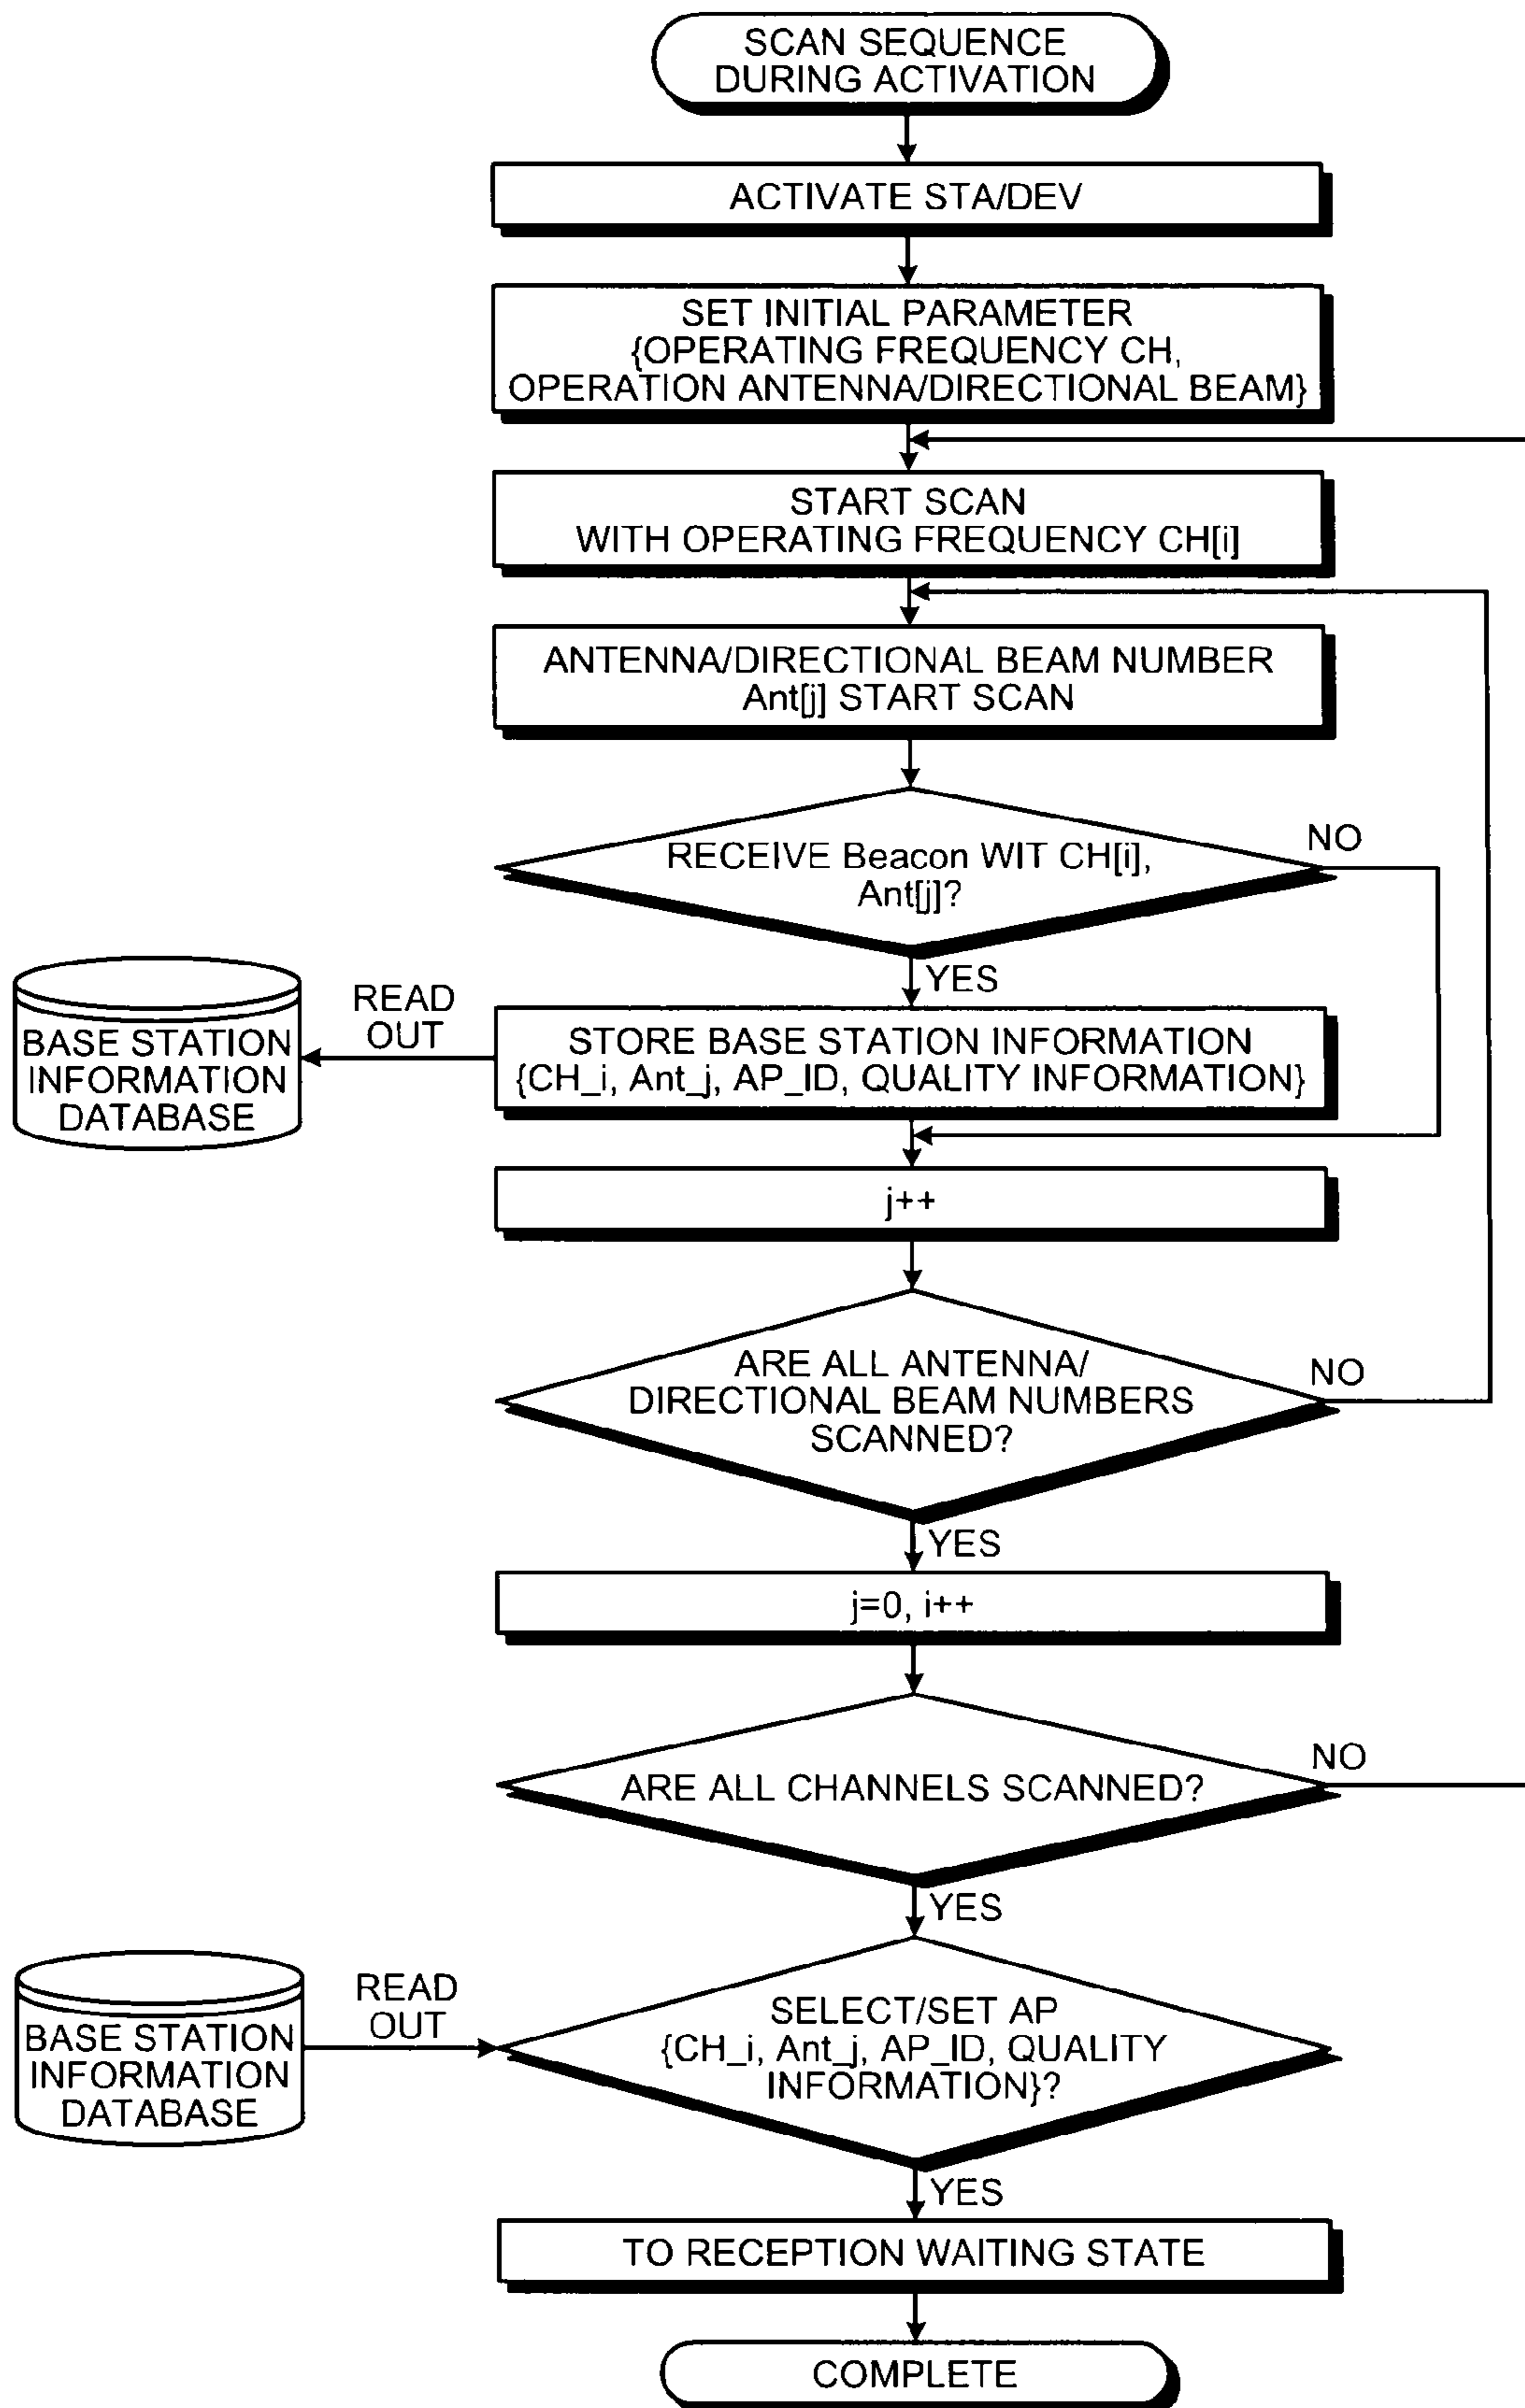 SCAN SEQUENCE
DURING ACTIVATION
ACTIVATE STA/DEV
SET INITIAL PARAMETER
{OPERATING FREQUENCY CH,
OPERATION ANTENNA/DIRECTIONAL BEAM}
START SCAN
WITH OPERATING FREQUENCY CH[i]
ANTENNA/DIRECTIONAL BEAM NUMBER
Ant[j] START SCAN
RECEIVE Beacon WIT CH[i],
Ant[j]?
NO
YES
READ
OUT
BASE STATION
INFORMATION
DATABASE
STORE BASE STATION INFORMATION
{CH_i, Ant_j, AP_ID, QUALITY INFORMATION}
j++
ARE ALL ANTENNA/
DIRECTIONAL BEAM NUMBERS
SCANNED?
NO
YES
j=0, i++
ARE ALL CHANNELS SCANNED?
NO
YES
READ
OUT
BASE STATION
INFORMATION
DATABASE
SELECT/SET AP
{CH_i, Ant_j, AP_ID, QUALITY
INFORMATION}?
YES
TO RECEPTION WAITING STATE
COMPLETE